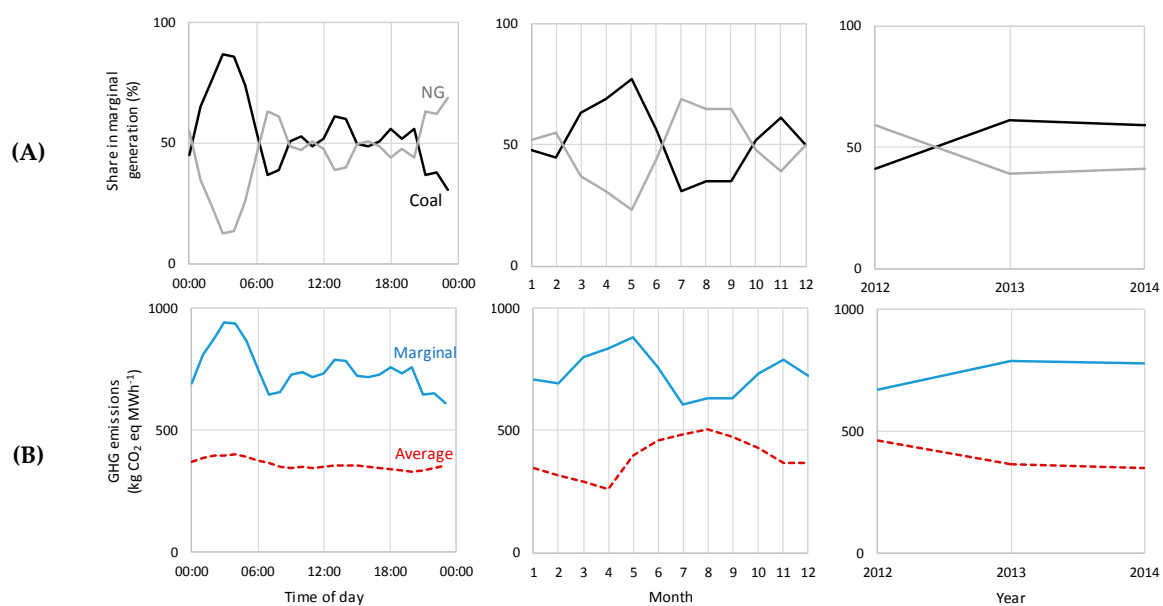 (A)
Share in marginal
generation (%)
100
50
0
NG
Coal
00:00 06:00 12:00 18:00 00:00
100
50
0
1 2 3 4 5 6 7 8 9 10 11 12
100
50
0
2012 2013 2014
(B)
GHG emissions
(kg CO₂ eq MWh⁻¹)
1000
500
0
Marginal
Average
00:00 06:00 12:00 18:00 00:00
Time of day
1000
500
0
1 2 3 4 5 6 7 8 9 10 11 12
Month
1000
500
0
2012 2013 2014
Year